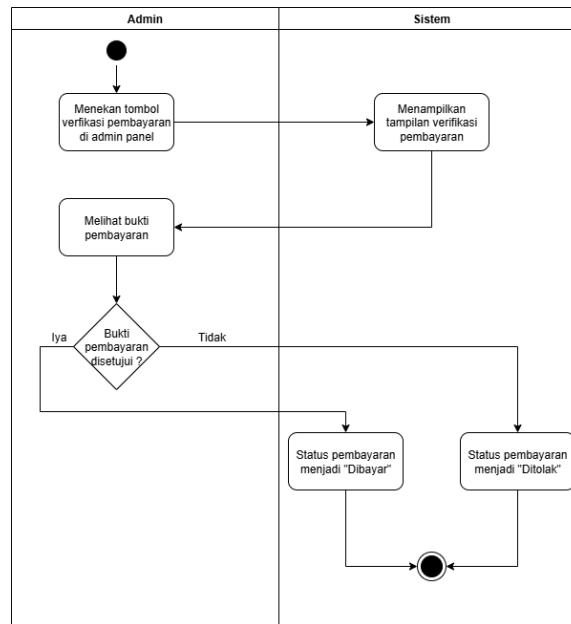 Admin
Sistem
Menekan tombol
verfikasi pembayaran
di admin panel
Menampilkan
tampilan verifikasi
pembayaran
Melihat bukti
pembayaran
Iya
Bukti
pembayaran
disetujui ?
Tidak
Status pembayaran
menjadi "Dibayar"
Status pembayaran
menjadi "Ditolak"